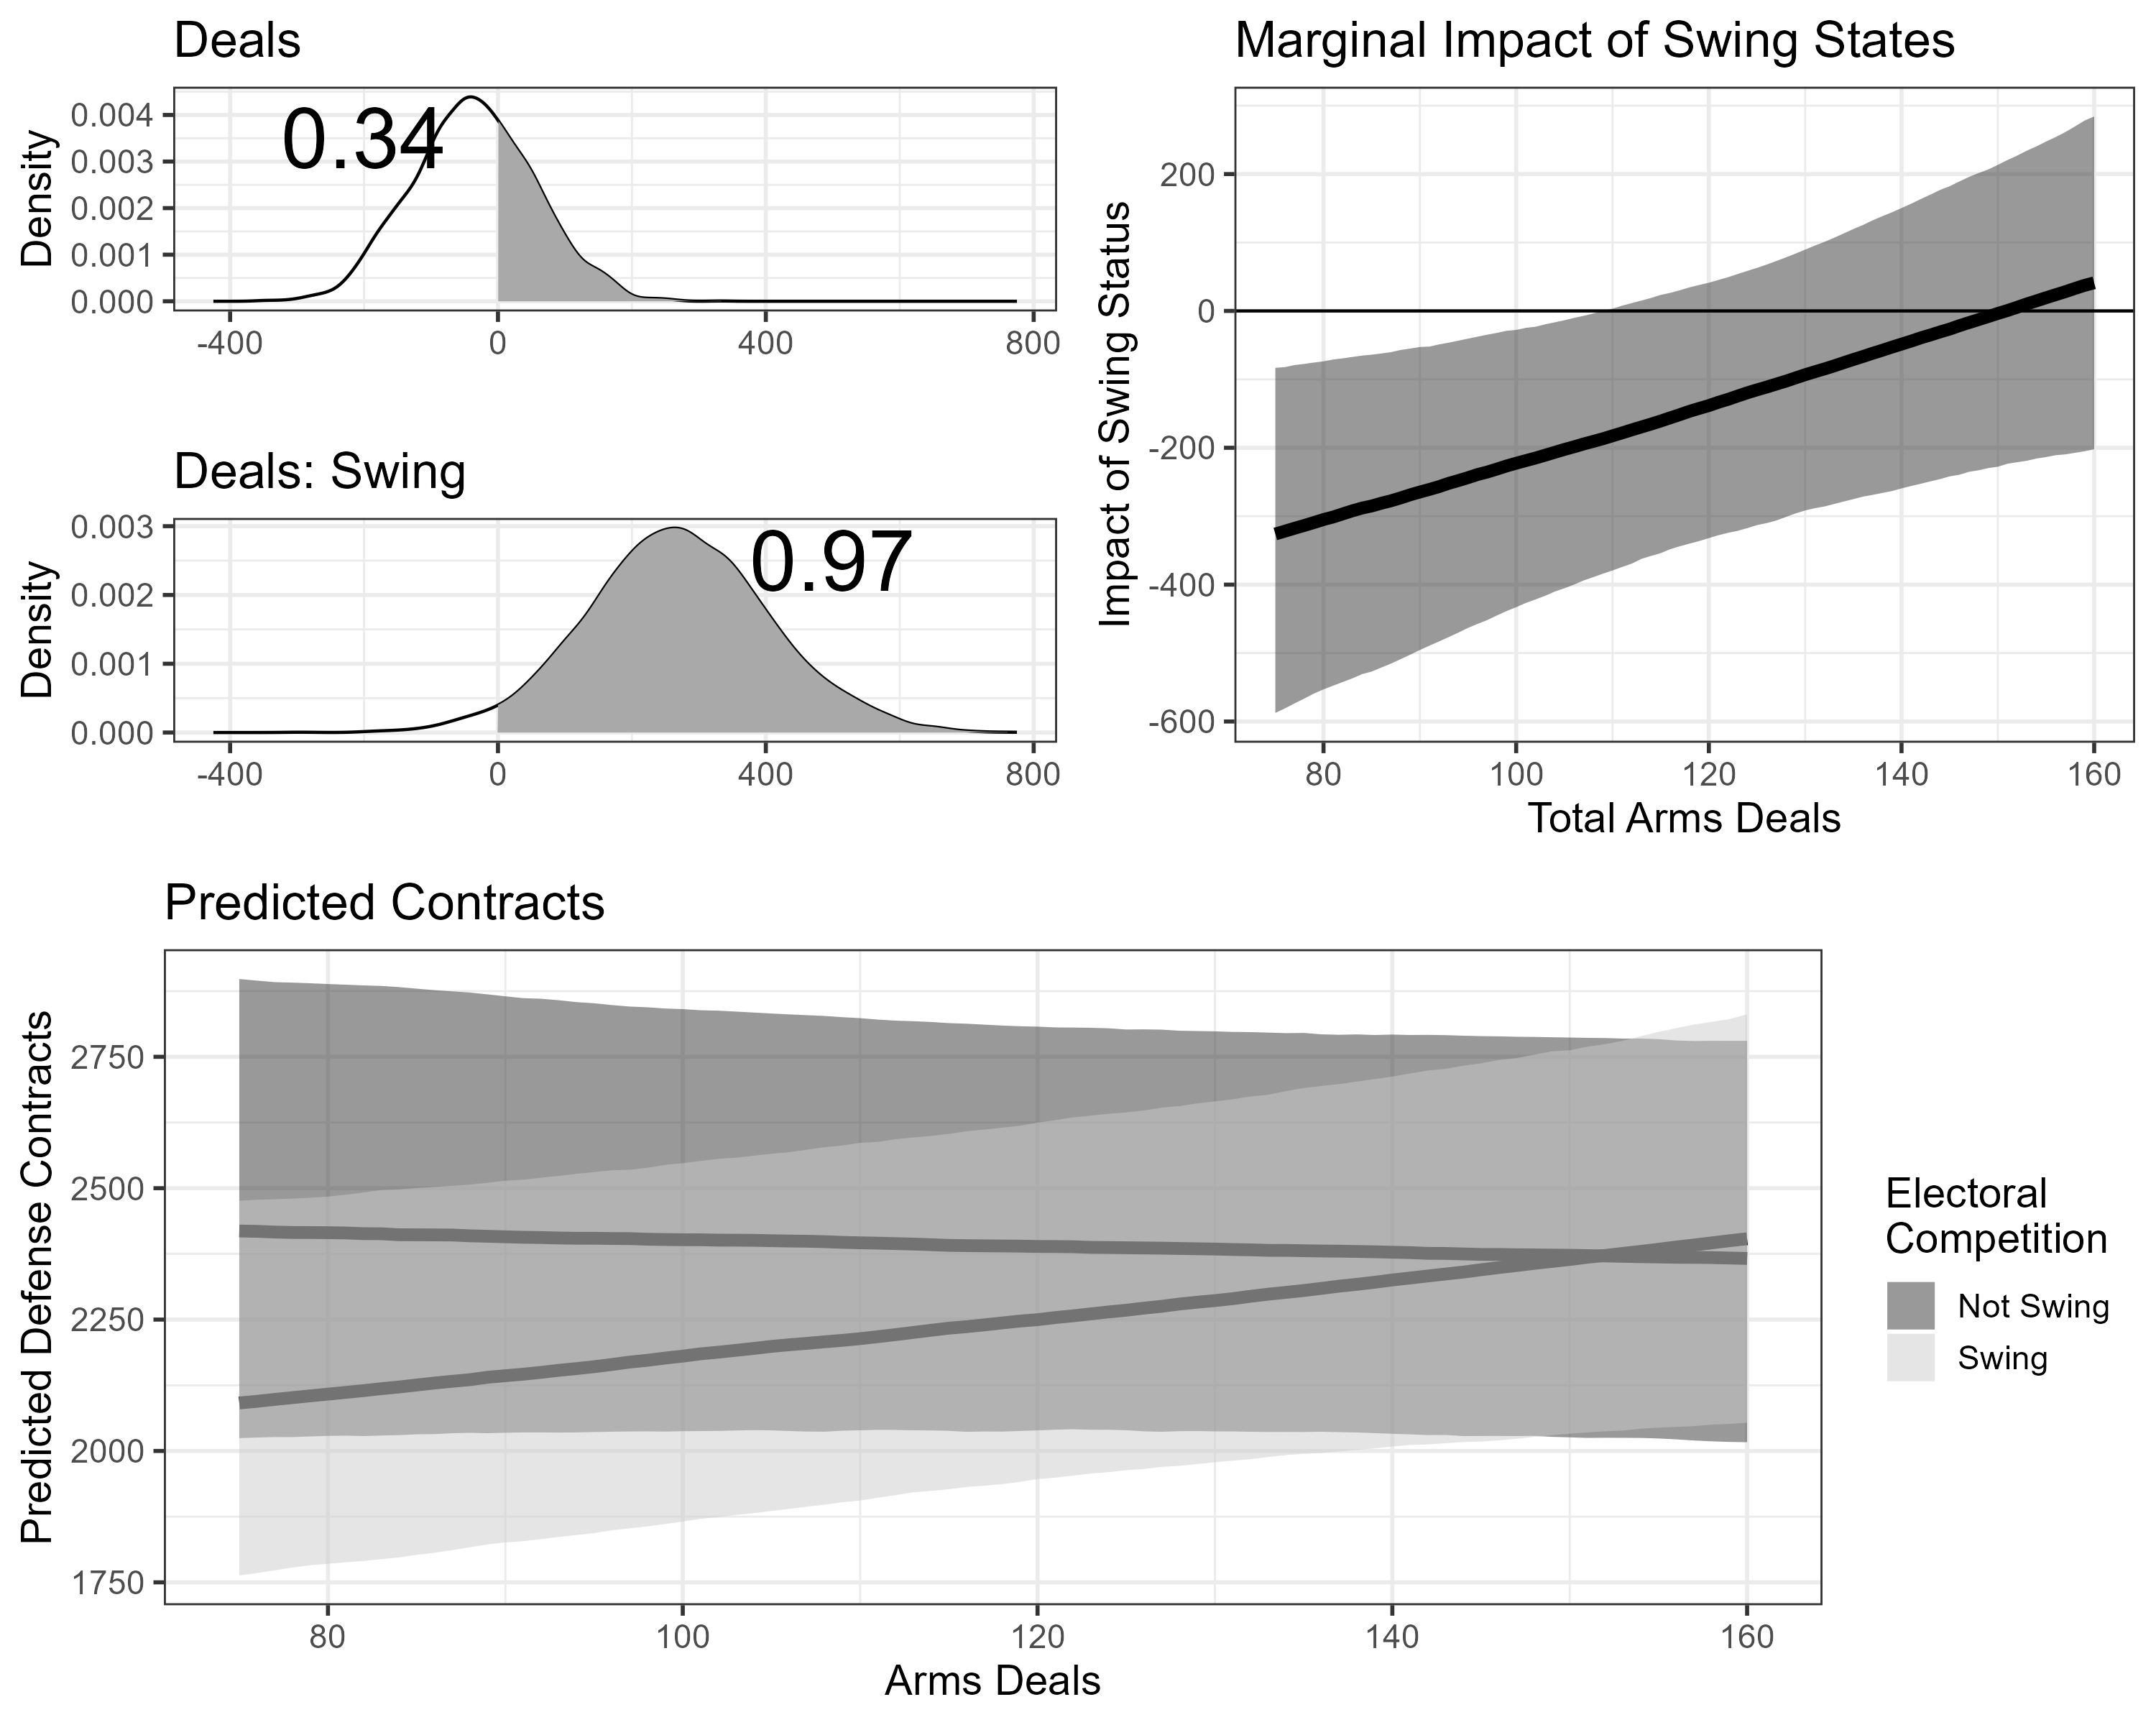 Deals
Density
0.004
0.003
0.002
0.001
0.000
0.34
-400 0 400 800
Deals: Swing
Density
0.003
0.002
0.001
0.000
0.97
-400 0 400 800
Marginal Impact of Swing States
Impact of Swing Status
200
0
-200
-400
-600
80 100 120 140 160
Total Arms Deals
Predicted Contracts
Predicted Defense Contracts
2750
2500
2250
2000
1750
80 100 120 140 160
Arms Deals
Electoral
Competition
Not Swing
Swing